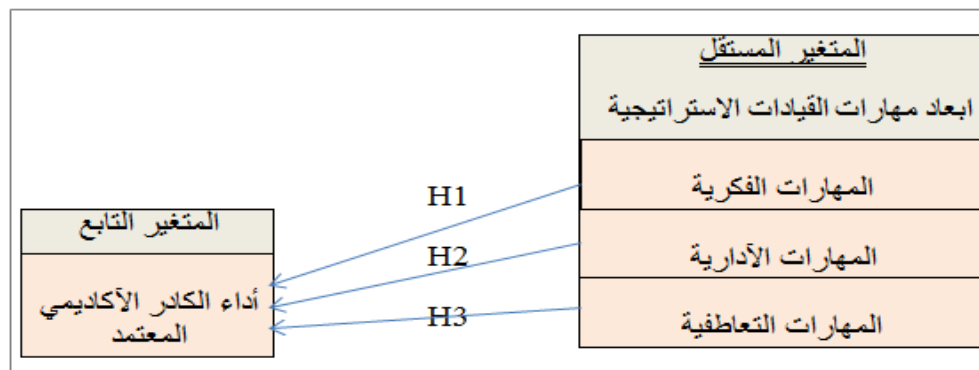 المتغير المستقل
ابعاد مهارات القيادات الاستراتيجية
المهارات الفكرية
المهارات الآدارية
المهارات التعاطفية
H1
H2
H3
المتغير التابع
أداء الكادر الآكاديمي
المعتمد